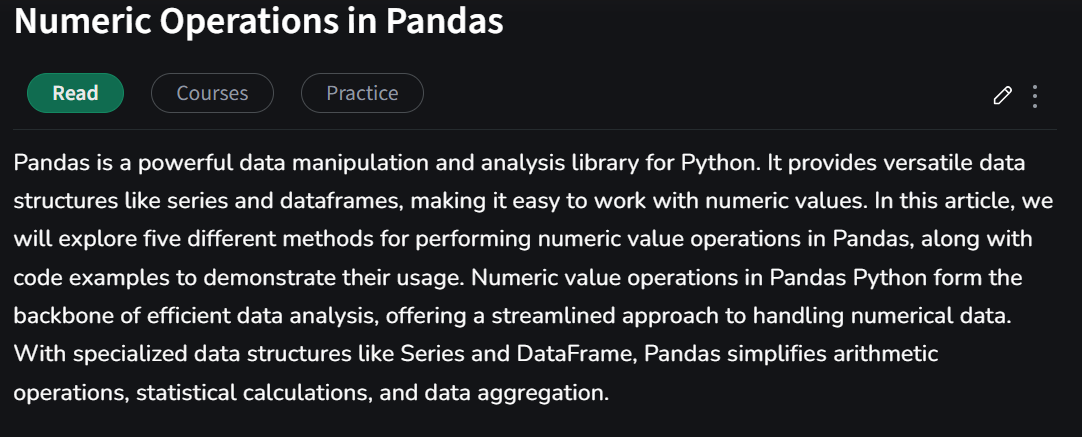 Numeric Operations in Pandas
Read
Courses
Practice
Pandas is a powerful data manipulation and analysis library for Python. It provides versatile data
structures like series and dataframes, making it easy to work with numeric values. In this article, we
will explore five different methods for performing numeric value operations in Pandas, along with
code examples to demonstrate their usage. Numeric value operations in Pandas Python form the
backbone of efficient data analysis, offering a streamlined approach to handling numerical data.
With specialized data structures like Series and DataFrame, Pandas simplifies arithmetic
operations, statistical calculations, and data aggregation.